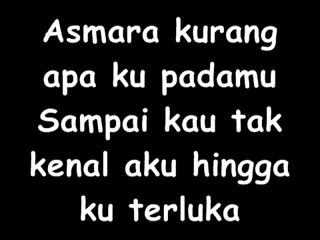 Asmara kurang
apa ku padamu
Sampai kau tak
kenal aku hingga
ku terluka